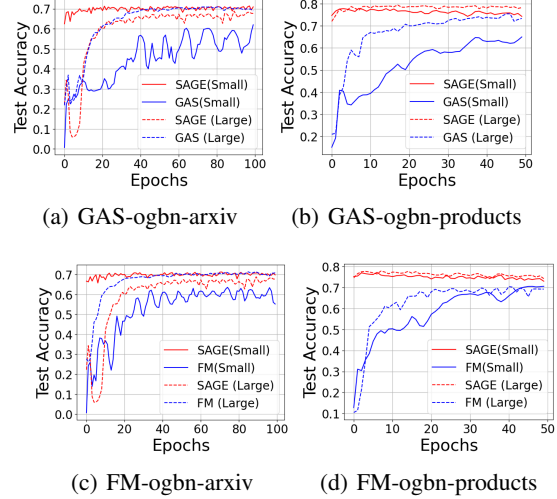 0.7
0.6
0.5
0.4
0.3
0.2
0.1
0.0
Test Accuracy
SAGE(Small)
GAS(Small)
SAGE (Large)
GAS (Large)
0 20 40 60 80 100
Epochs
(a) GAS-ogbn-arxiv
0.8
0.7
0.6
0.5
0.4
0.3
0.2
Test Accuracy
SAGE(Small)
GAS(Small)
SAGE (Large)
GAS (Large)
0 10 20 30 40 50
Epochs
(b) GAS-ogbn-products
0.7
0.6
0.5
0.4
0.3
0.2
0.1
0.0
Test Accuracy
SAGE(Small)
FM(Small)
SAGE (Large)
FM (Large)
0 20 40 60 80 100
Epochs
(c) FM-ogbn-arxiv
0.8
0.7
0.6
0.5
0.4
0.3
0.2
0.1
Test Accuracy
SAGE(Small)
FM(Small)
SAGE (Large)
FM (Large)
0 10 20 30 40 50
Epochs
(d) FM-ogbn-products